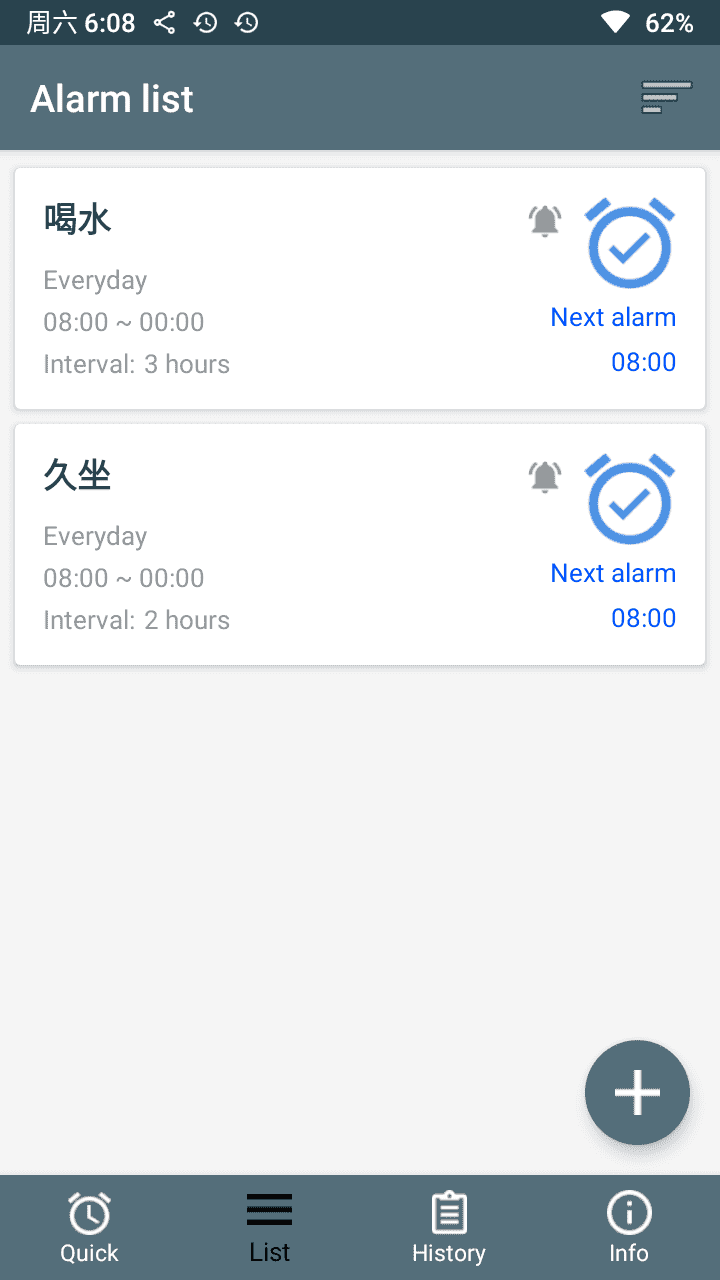 周六 6:08 62%
Alarm list
喝水
Everyday
08:00 ~ 00:00
Interval: 3 hours
Next alarm
08:00
久坐
Everyday
08:00 ~ 00:00
Interval: 2 hours
Next alarm
08:00
Quick List History Info